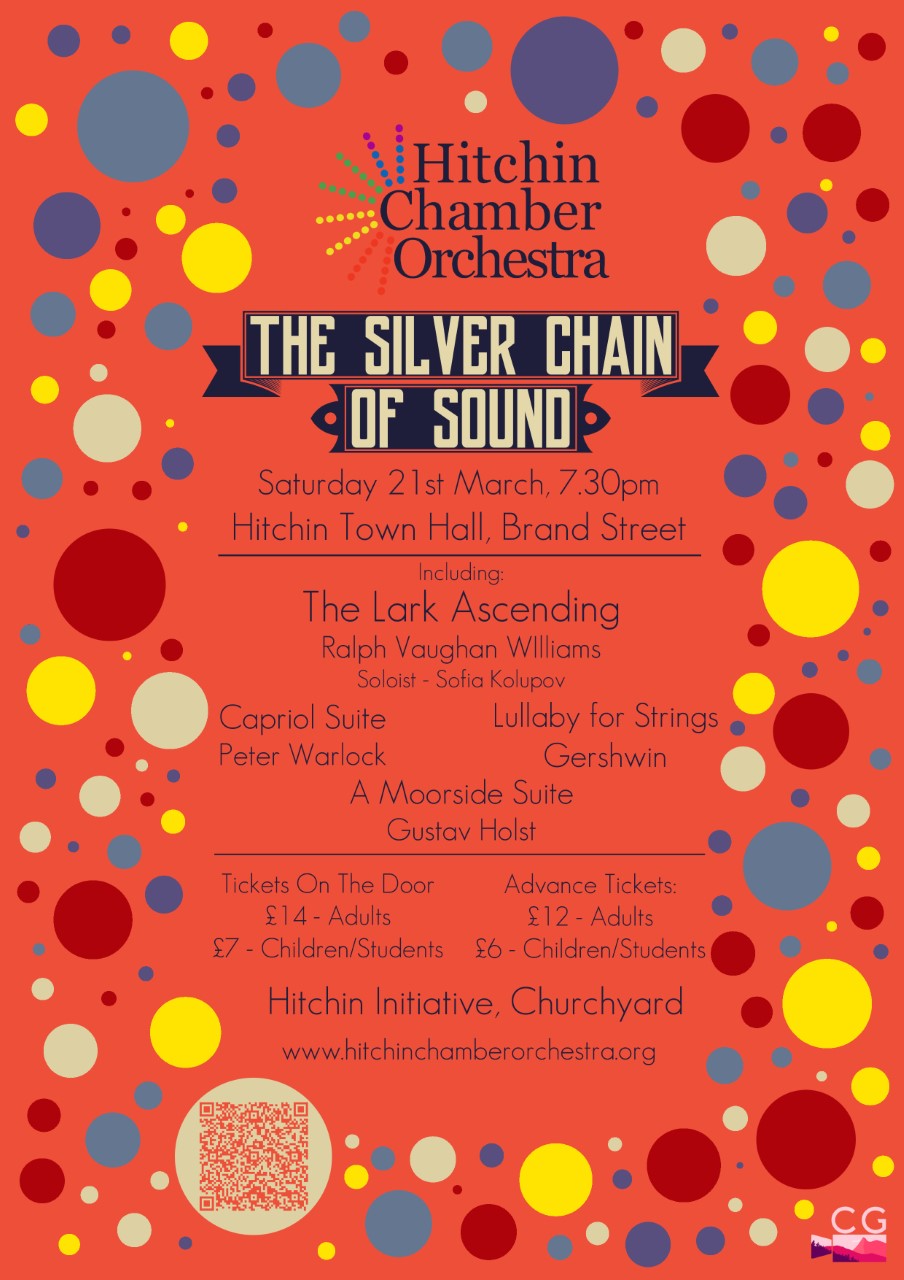 Hitchin
Chamber
Orchestra
THE SILVER CHAIN
OF SOUND
Saturday 21st March, 7.30pm
Hitchin Town Hall, Brand Street
Including:
The Lark Ascending
Ralph Vaughan WIlliams
Soloist - Sofia Kolupov
Capriol Suite
Peter Warlock
Lullaby for Strings
Gershwin
A Moorside Suite
Gustav Holst
Tickets On The Door
£14 - Adults
£7 - Children/Students
Advance Tickets:
£12 - Adults
£6 - Children/Students
Hitchin Initiative, Churchyard
www.hitchinchamberorchestra.org
CG